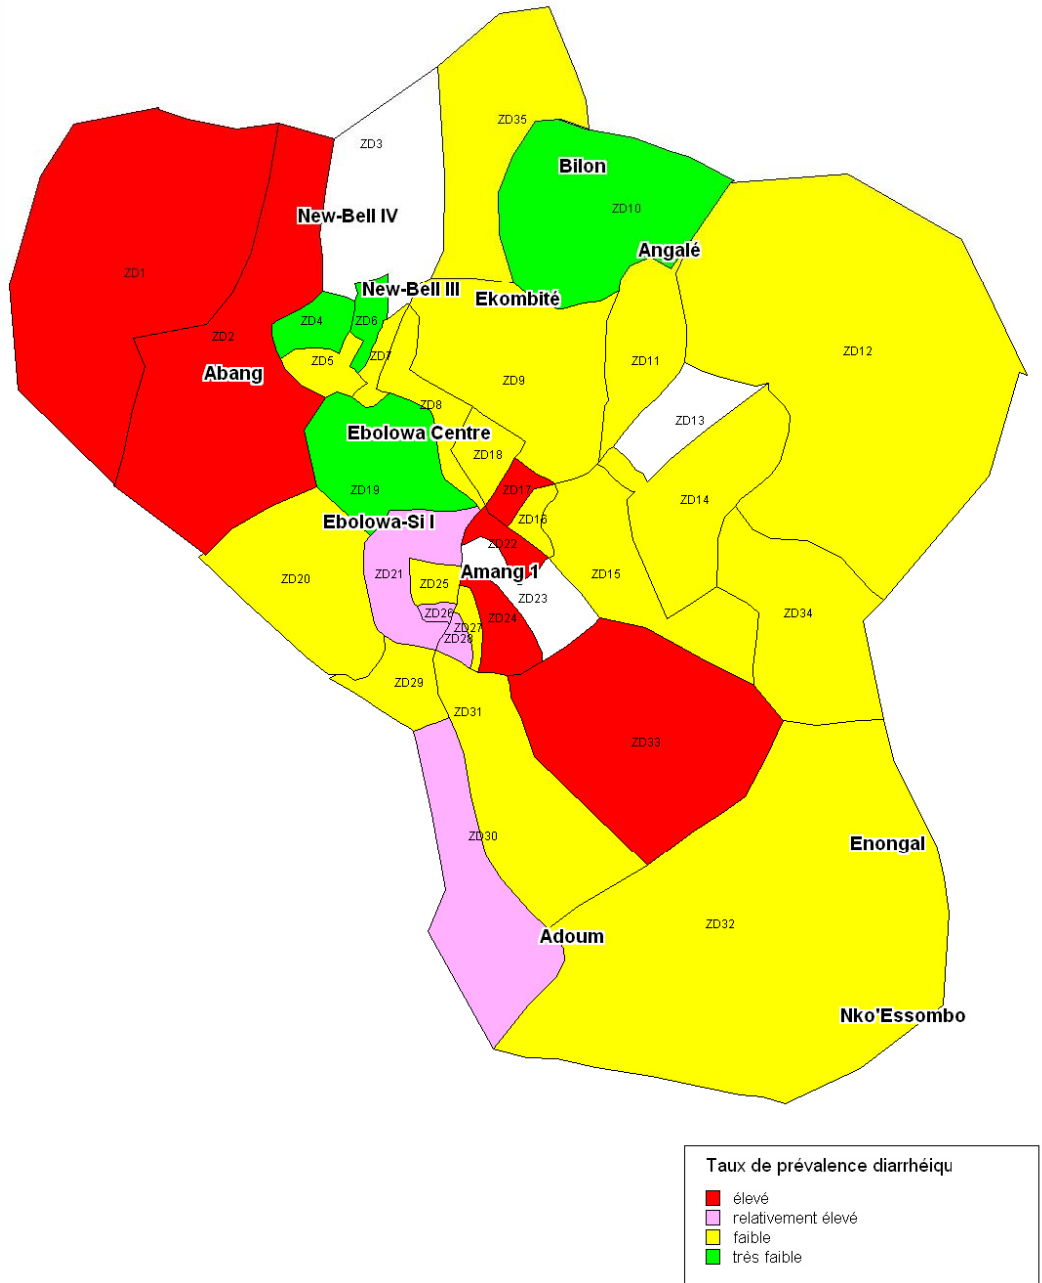 ZD35
ZD3
Bilon
ZD10
New-Bell IV
Angalé
ZD1
New-Bell III
Ekombité
ZD4
ZD6
ZD2
ZD7
ZD5
ZD11
ZD12
Abang
ZD9
ZD8
ZD13
Ebolowa Centre
ZD18
ZD19
ZD17
ZD14
Ebolowa-Si I
ZD16
ZD22
Amang 1
ZD21
ZD15
ZD20
ZD25
ZD23
ZD26
ZD24
ZD34
ZD27
ZD28
ZD29
ZD31
ZD33
ZD30
Enongal
ZD32
Adoum
Nko'Essombo
Taux de prévalence diarrhéiqu
élevé
relativement élevé
faible
très faible